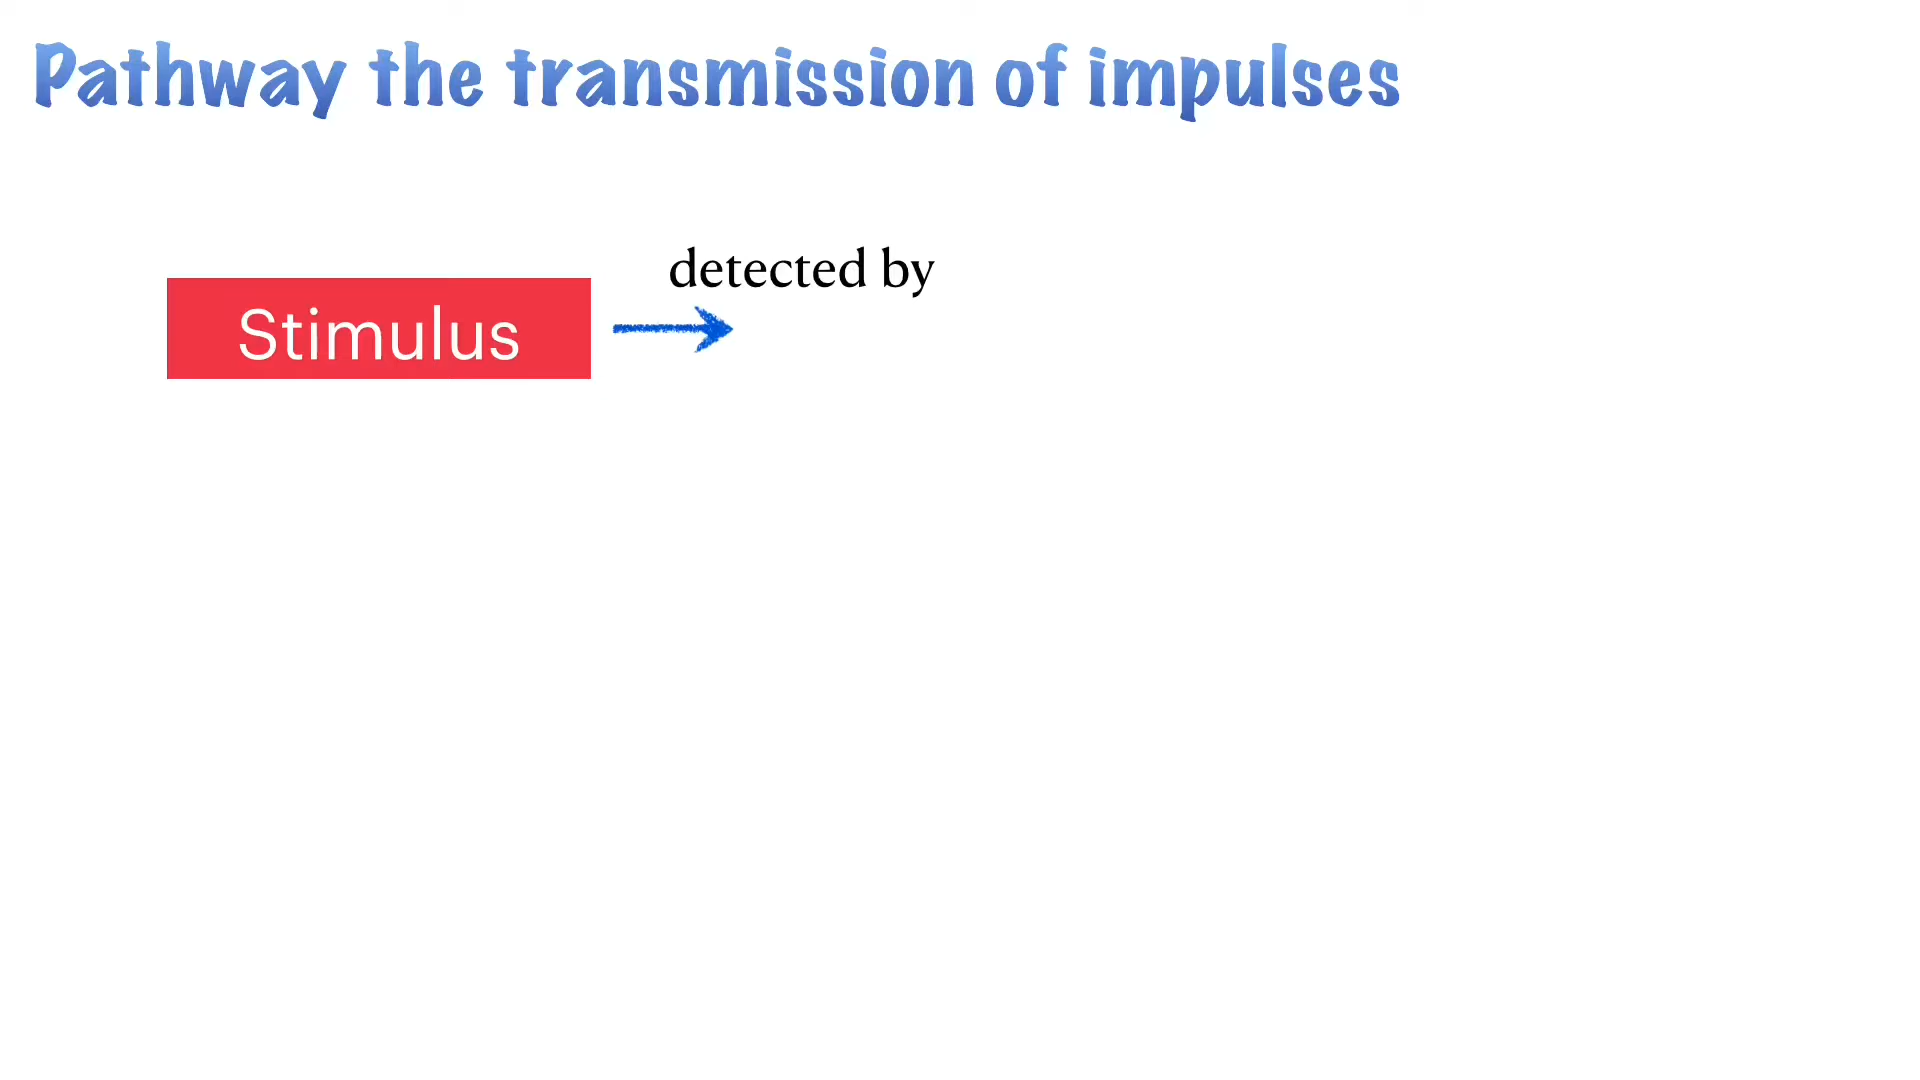 Pathway the transmission of impulses
detected by
Stimulus